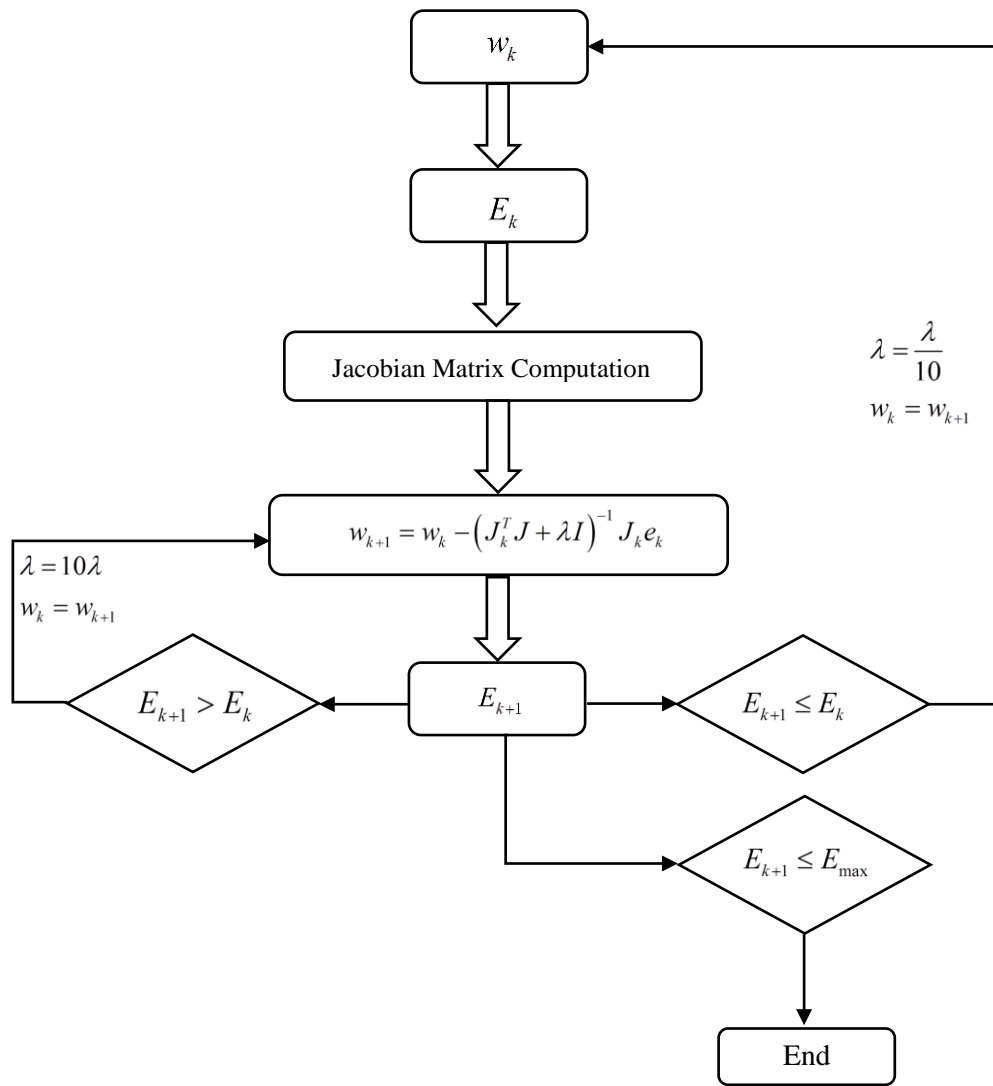 w_k
E_k
Jacobian Matrix Computation
λ = λ/10
w_k = w_{k+1}
w_{k+1} = w_k − (J_k^T J + λI)^{−1} J_k e_k
λ = 10λ
w_k = w_{k+1}
E_{k+1} > E_k
E_{k+1}
E_{k+1} ≤ E_k
E_{k+1} ≤ E_max
End